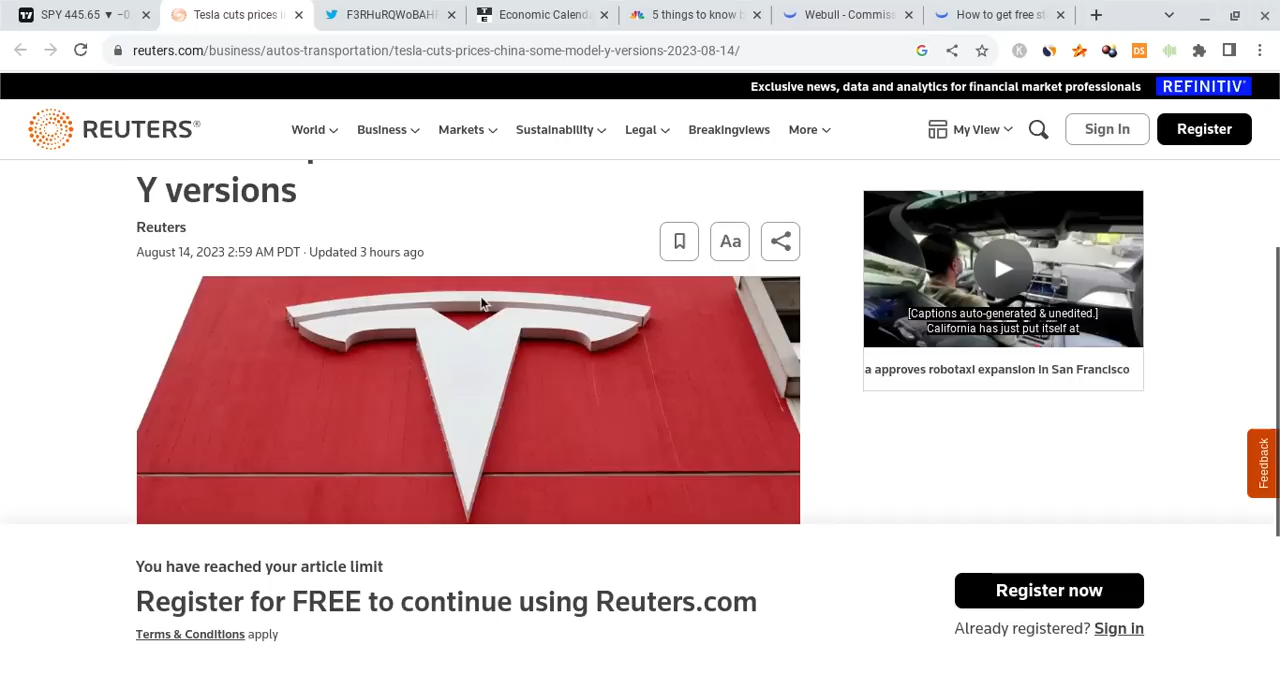 SPY 445.65 ▼ −0
Tesla cuts prices i
F3RHuRQWoBAHF
Economic Calend
5 things to know b
Webull - Commiss
How to get free st
reuters.com/business/autos-transportation/tesla-cuts-prices-china-some-model-y-versions-2023-08-14/
Exclusive news, data and analytics for financial market professionals REFINITIV
REUTERS®
World
Business
Markets
Sustainability
Legal
Breakingviews
More
My View
Sign In
Register
Y versions
Reuters
August 14, 2023 2:59 AM PDT · Updated 3 hours ago
Aa
[Captions auto-generated & unedited.]
California has just put itself at
a approves robotaxi expansion in San Francisco
Feedback
You have reached your article limit
Register for FREE to continue using Reuters.com
Terms & Conditions apply
Register now
Already registered? Sign in